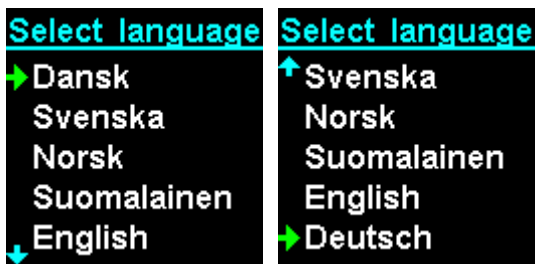 Select language
Dansk
Svenska
Norsk
Suomalainen
English
Select language
Svenska
Norsk
Suomalainen
English
Deutsch